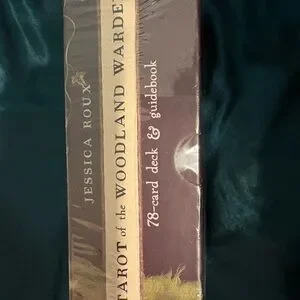 JESSICA ROUX
TAROT of the WOODLAND WARDE
78-card deck & guidebook